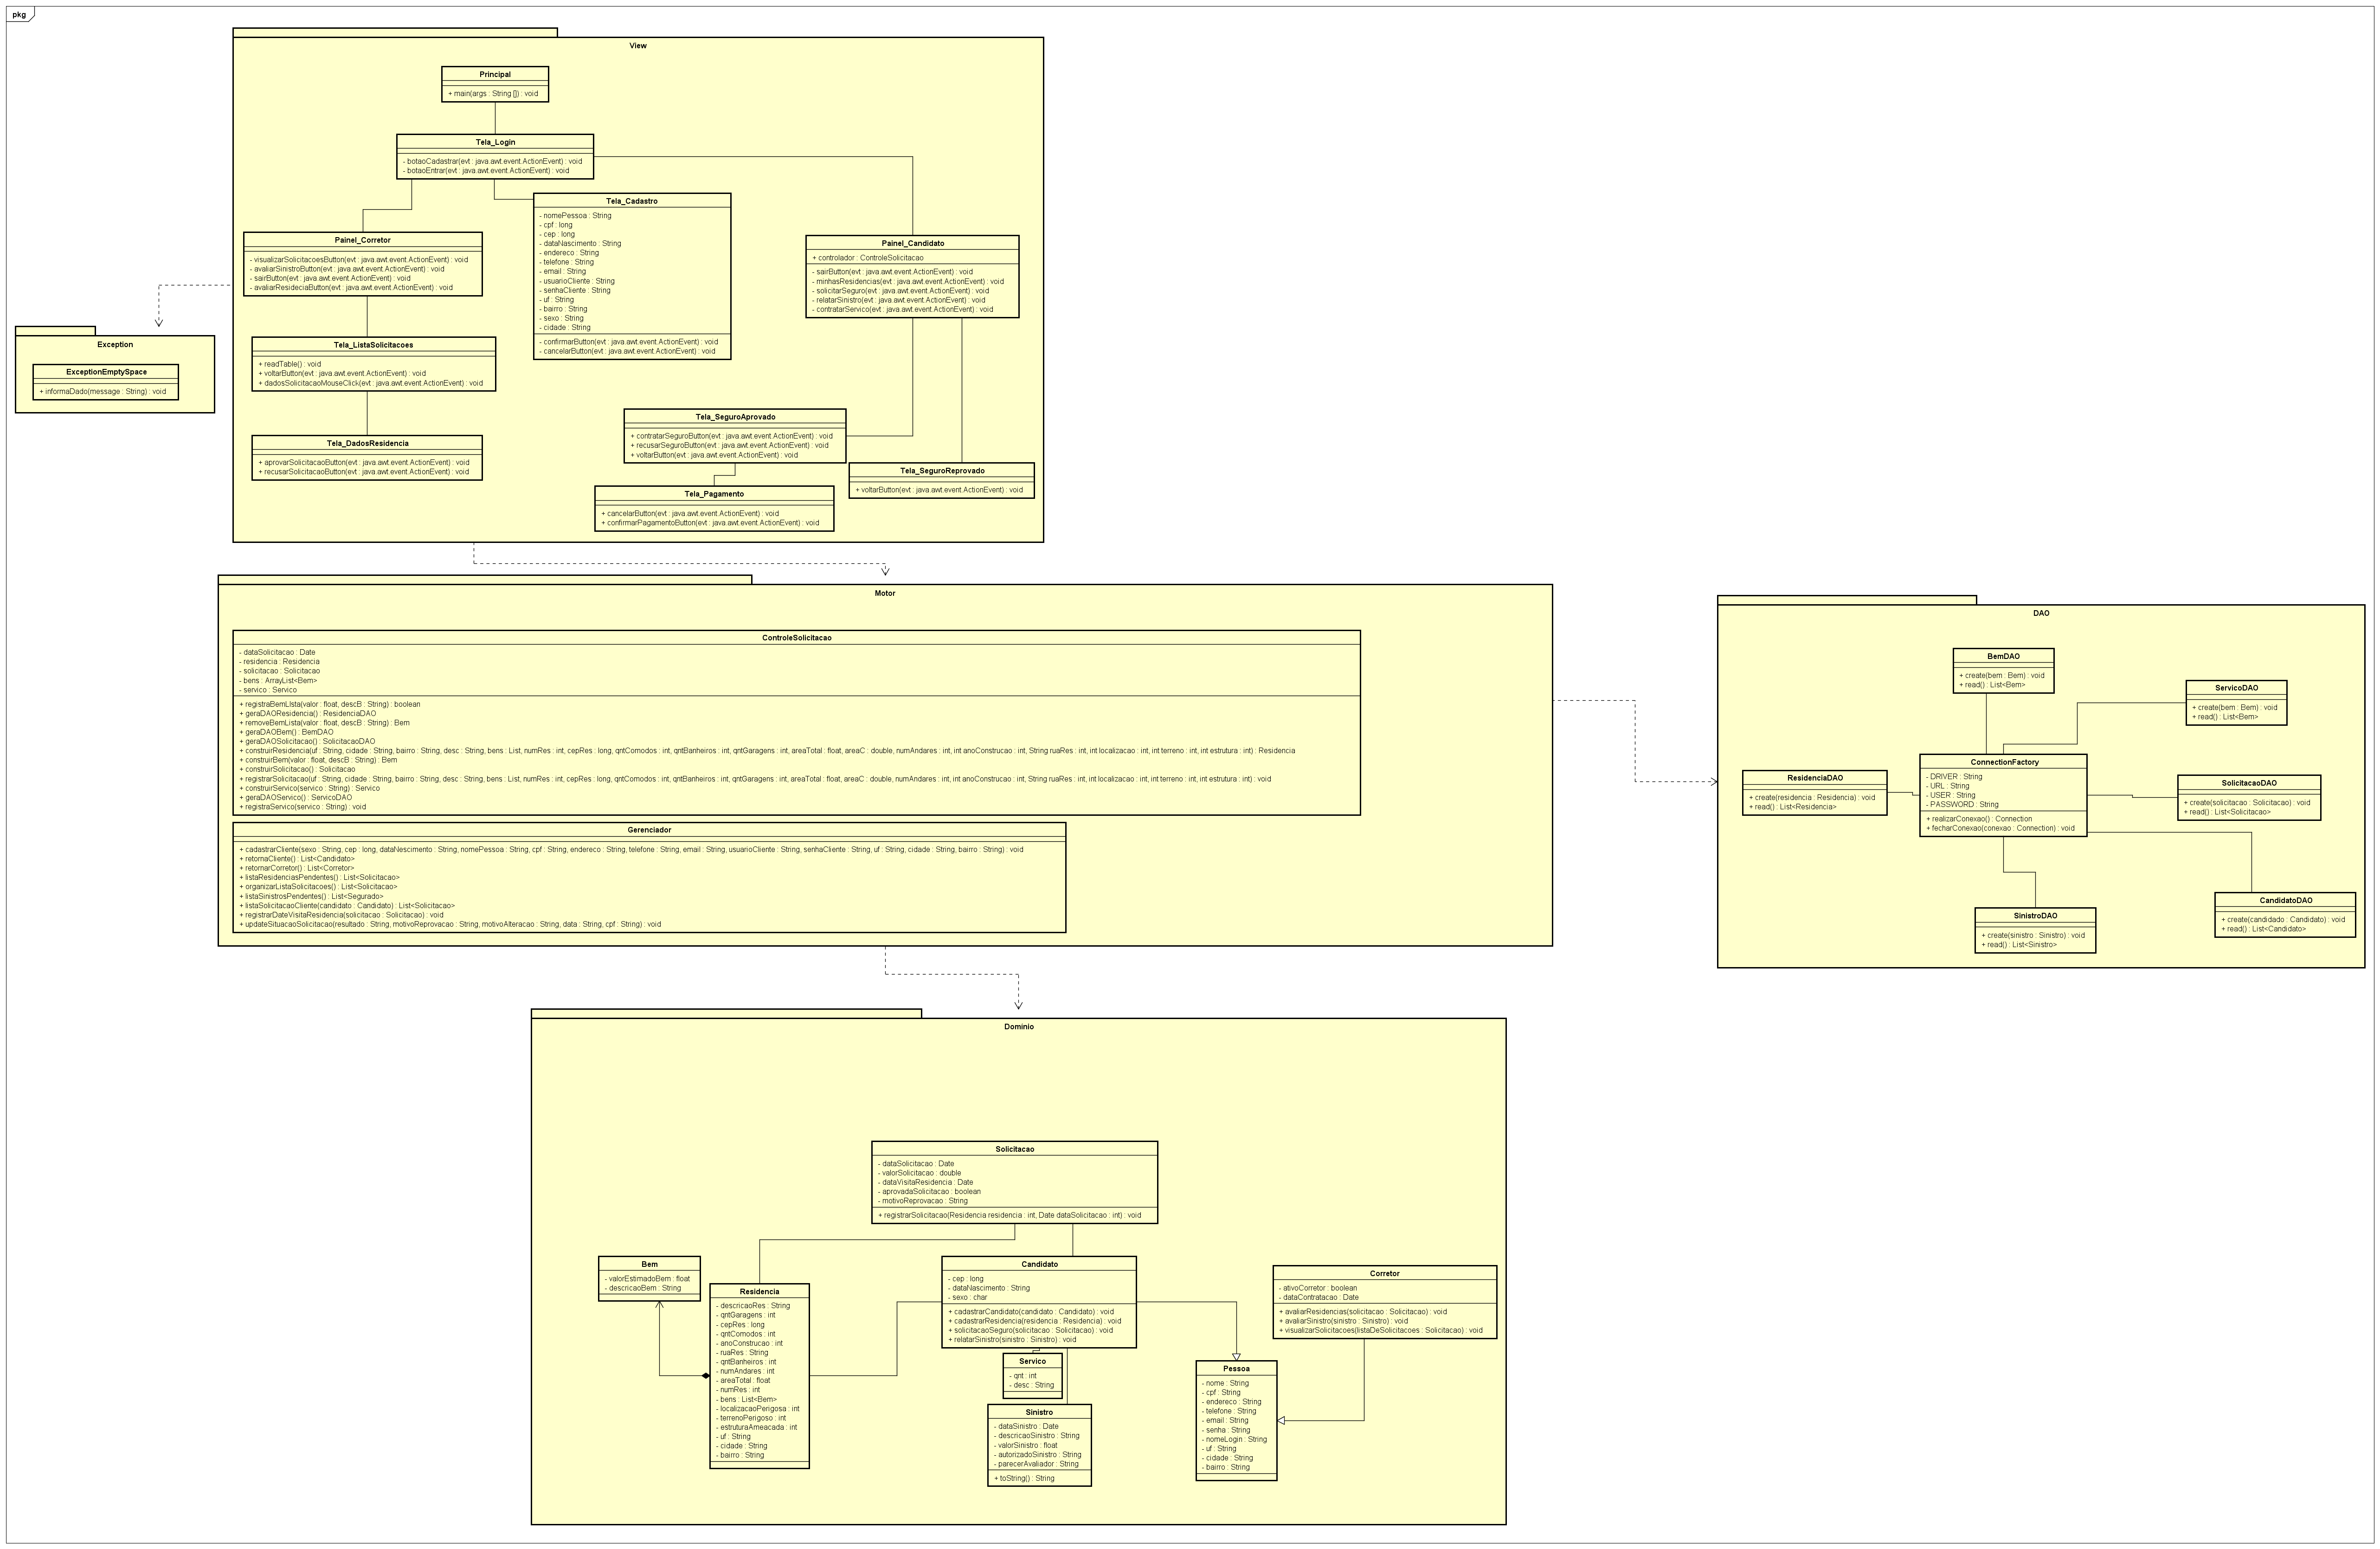 pkg
View
Principal
+ main(args : String []) : void
Tela_Login
- botaoCadastrar(evt : java.awt.event.ActionEvent) : void
- botaoEntrar(evt : java.awt.event.ActionEvent) : void
Tela_Cadastro
- nomePessoa : String
- cpf : long
- cep : long
- dataNascimento : String
- endereco : String
- telefone : String
- email : String
- usuarioCliente : String
- senhaCliente : String
- uf : String
- bairro : String
- sexo : String
- cidade : String
- confirmarButton(evt : java.awt.event.ActionEvent) : void
- cancelarButton(evt : java.awt.event.ActionEvent) : void
Painel_Corretor
- visualizarSolicitacoesButton(evt : java.awt.event.ActionEvent) : void
- avaliarSinistroButton(evt : java.awt.event.ActionEvent) : void
- sairButton(evt : java.awt.event.ActionEvent) : void
- avaliarResideciaButton(evt : java.awt.event.ActionEvent) : void
Painel_Candidato
+ controlador : ControleSolicitacao
- sairButton(evt : java.awt.event.ActionEvent) : void
- minhasResidencias(evt : java.awt.event.ActionEvent) : void
- solicitarSeguro(evt : java.awt.event.ActionEvent) : void
- relatarSinistro(evt : java.awt.event.ActionEvent) : void
- contratarServico(evt : java.awt.event.ActionEvent) : void
Exception
ExceptionEmptySpace
+ informaDado(message : String) : void
Tela_ListaSolicitacoes
+ readTable() : void
+ voltarButton(evt : java.awt.event.ActionEvent) : void
+ dadosSolicitacaoMouseClick(evt : java.awt.event.ActionEvent) : void
Tela_DadosResidencia
+ aprovarSolicitacaoButton(evt : java.awt.event.ActionEvent) : void
+ recusarSolicitacaoButton(evt : java.awt.event.ActionEvent) : void
Tela_SeguroAprovado
+ contratarSeguroButton(evt : java.awt.event.ActionEvent) : void
+ recusarSeguroButton(evt : java.awt.event.ActionEvent) : void
+ voltarButton(evt : java.awt.event.ActionEvent) : void
Tela_SeguroReprovado
+ voltarButton(evt : java.awt.event.ActionEvent) : void
Tela_Pagamento
+ cancelarButton(evt : java.awt.event.ActionEvent) : void
+ confirmarPagamentoButton(evt : java.awt.event.ActionEvent) : void
Motor
ControleSolicitacao
- dataSolicitacao : Date
- residencia : Residencia
- solicitacao : Solicitacao
- bens : ArrayList<Bem>
- servico : Servico
+ registraBemLIsta(valor : float, descB : String) : boolean
+ geraDAOResidencia() : ResidenciaDAO
+ removeBemLista(valor : float, descB : String) : Bem
+ geraDAOBem() : BemDAO
+ geraDAOSolicitacao() : SolicitacaoDAO
+ construirResidencia(uf : String, cidade : String, bairro : String, desc : String, bens : List, numRes : int, cepRes : long, qntComodos : int, qntBanheiros : int, qntGaragens : int, areaTotal : float, areaC : double, numAndares : int, int anoConstrucao : int, String ruaRes : int, int localizacao : int, int terreno : int, int estrutura : int) : Residencia
+ construirBem(valor : float, descB : String) : Bem
+ construirSolicitacao() : Solicitacao
+ registrarSolicitacao(uf : String, cidade : String, bairro : String, desc : String, bens : List, numRes : int, cepRes : long, qntComodos : int, qntBanheiros : int, qntGaragens : int, areaTotal : float, areaC : double, numAndares : int, int anoConstrucao : int, String ruaRes : int, int localizacao : int, int terreno : int, int estrutura : int) : void
+ construirServico(servico : String) : Servico
+ geraDAOServico() : ServicoDAO
+ registraServico(servico : String) : void
Gerenciador
+ cadastrarCliente(sexo : String, cep : long, dataNascimento : String, nomePessoa : String, cpf : String, endereco : String, telefone : String, email : String, usuarioCliente : String, senhaCliente : String, uf : String, cidade : String, bairro : String) : void
+ retornaCliente() : List<Candidato>
+ retornarCorretor() : List<Corretor>
+ listaResidenciasPendentes() : List<Solicitacao>
+ organizarListaSolicitacoes() : List<Solicitacao>
+ listaSinistrosPendentes() : List<Segurado>
+ listaSolicitacaoCliente(candidato : Candidato) : List<Solicitacao>
+ registrarDateVisitaResidencia(solicitacao : Solicitacao) : void
+ updateSituacaoSolicitacao(resultado : String, motivoReprovacao : String, motivoAlteracao : String, data : String, cpf : String) : void
DAO
BemDAO
+ create(bem : Bem) : void
+ read() : List<Bem>
ServicoDAO
+ create(bem : Bem) : void
+ read() : List<Bem>
ResidenciaDAO
+ create(residencia : Residencia) : void
+ read() : List<Residencia>
ConnectionFactory
- DRIVER : String
- URL : String
- USER : String
- PASSWORD : String
+ realizarConexao() : Connection
+ fecharConexao(conexao : Connection) : void
SolicitacaoDAO
+ create(solicitacao : Solicitacao) : void
+ read() : List<Solicitacao>
SinistroDAO
+ create(sinistro : Sinistro) : void
+ read() : List<Sinistro>
CandidatoDAO
+ create(candidado : Candidato) : void
+ read() : List<Candidato>
Dominio
Solicitacao
- dataSolicitacao : Date
- valorSolicitacao : double
- dataVisitaResidencia : Date
- aprovadaSolicitacao : boolean
- motivoReprovacao : String
+ registrarSolicitacao(Residencia residencia : int, Date dataSolicitacao : int) : void
Bem
- valorEstimadoBem : float
- descricaoBem : String
Residencia
- descricaoRes : String
- qntGaragens : int
- cepRes : long
- qntComodos : int
- anoConstrucao : int
- ruaRes : String
- qntBanheiros : int
- numAndares : int
- areaTotal : float
- numRes : int
- bens : List<Bem>
- localizacaoPerigosa : int
- terrenoPerigoso : int
- estruturaAmeacada : int
- uf : String
- cidade : String
- bairro : String
Candidato
- cep : long
- dataNascimento : String
- sexo : char
+ cadastrarCandidato(candidato : Candidato) : void
+ cadastrarResidencia(residencia : Residencia) : void
+ solicitacaoSeguro(solicitacao : Solicitacao) : void
+ relatarSinistro(sinistro : Sinistro) : void
Servico
- qnt : int
- desc : String
Sinistro
- dataSinistro : Date
- descricaoSinistro : String
- valorSinistro : float
- autorizadoSinistro : String
- parecerAvaliador : String
+ toString() : String
Corretor
- ativoCorretor : boolean
- dataContratacao : Date
+ avaliarResidencias(solicitacao : Solicitacao) : void
+ avaliarSinistro(sinistro : Sinistro) : void
+ visualizarSolicitacoes(listaDeSolicitacoes : Solicitacao) : void
Pessoa
- nome : String
- cpf : String
- endereco : String
- telefone : String
- email : String
- senha : String
- nomeLogin : String
- uf : String
- cidade : String
- bairro : String